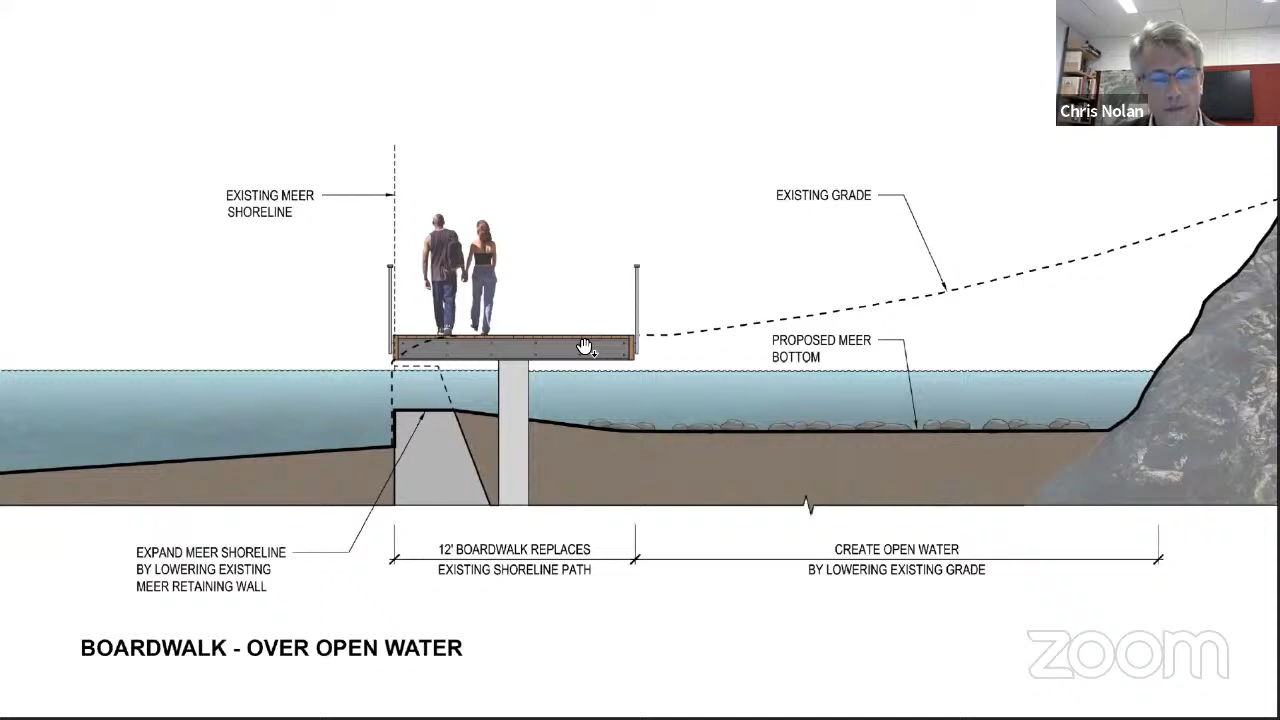 Chris Nolan
EXISTING MEER
SHORELINE
EXISTING GRADE
PROPOSED MEER
BOTTOM
EXPAND MEER SHORELINE
BY LOWERING EXISTING
MEER RETAINING WALL
12' BOARDWALK REPLACES
EXISTING SHORELINE PATH
CREATE OPEN WATER
BY LOWERING EXISTING GRADE
BOARDWALK - OVER OPEN WATER
zoom